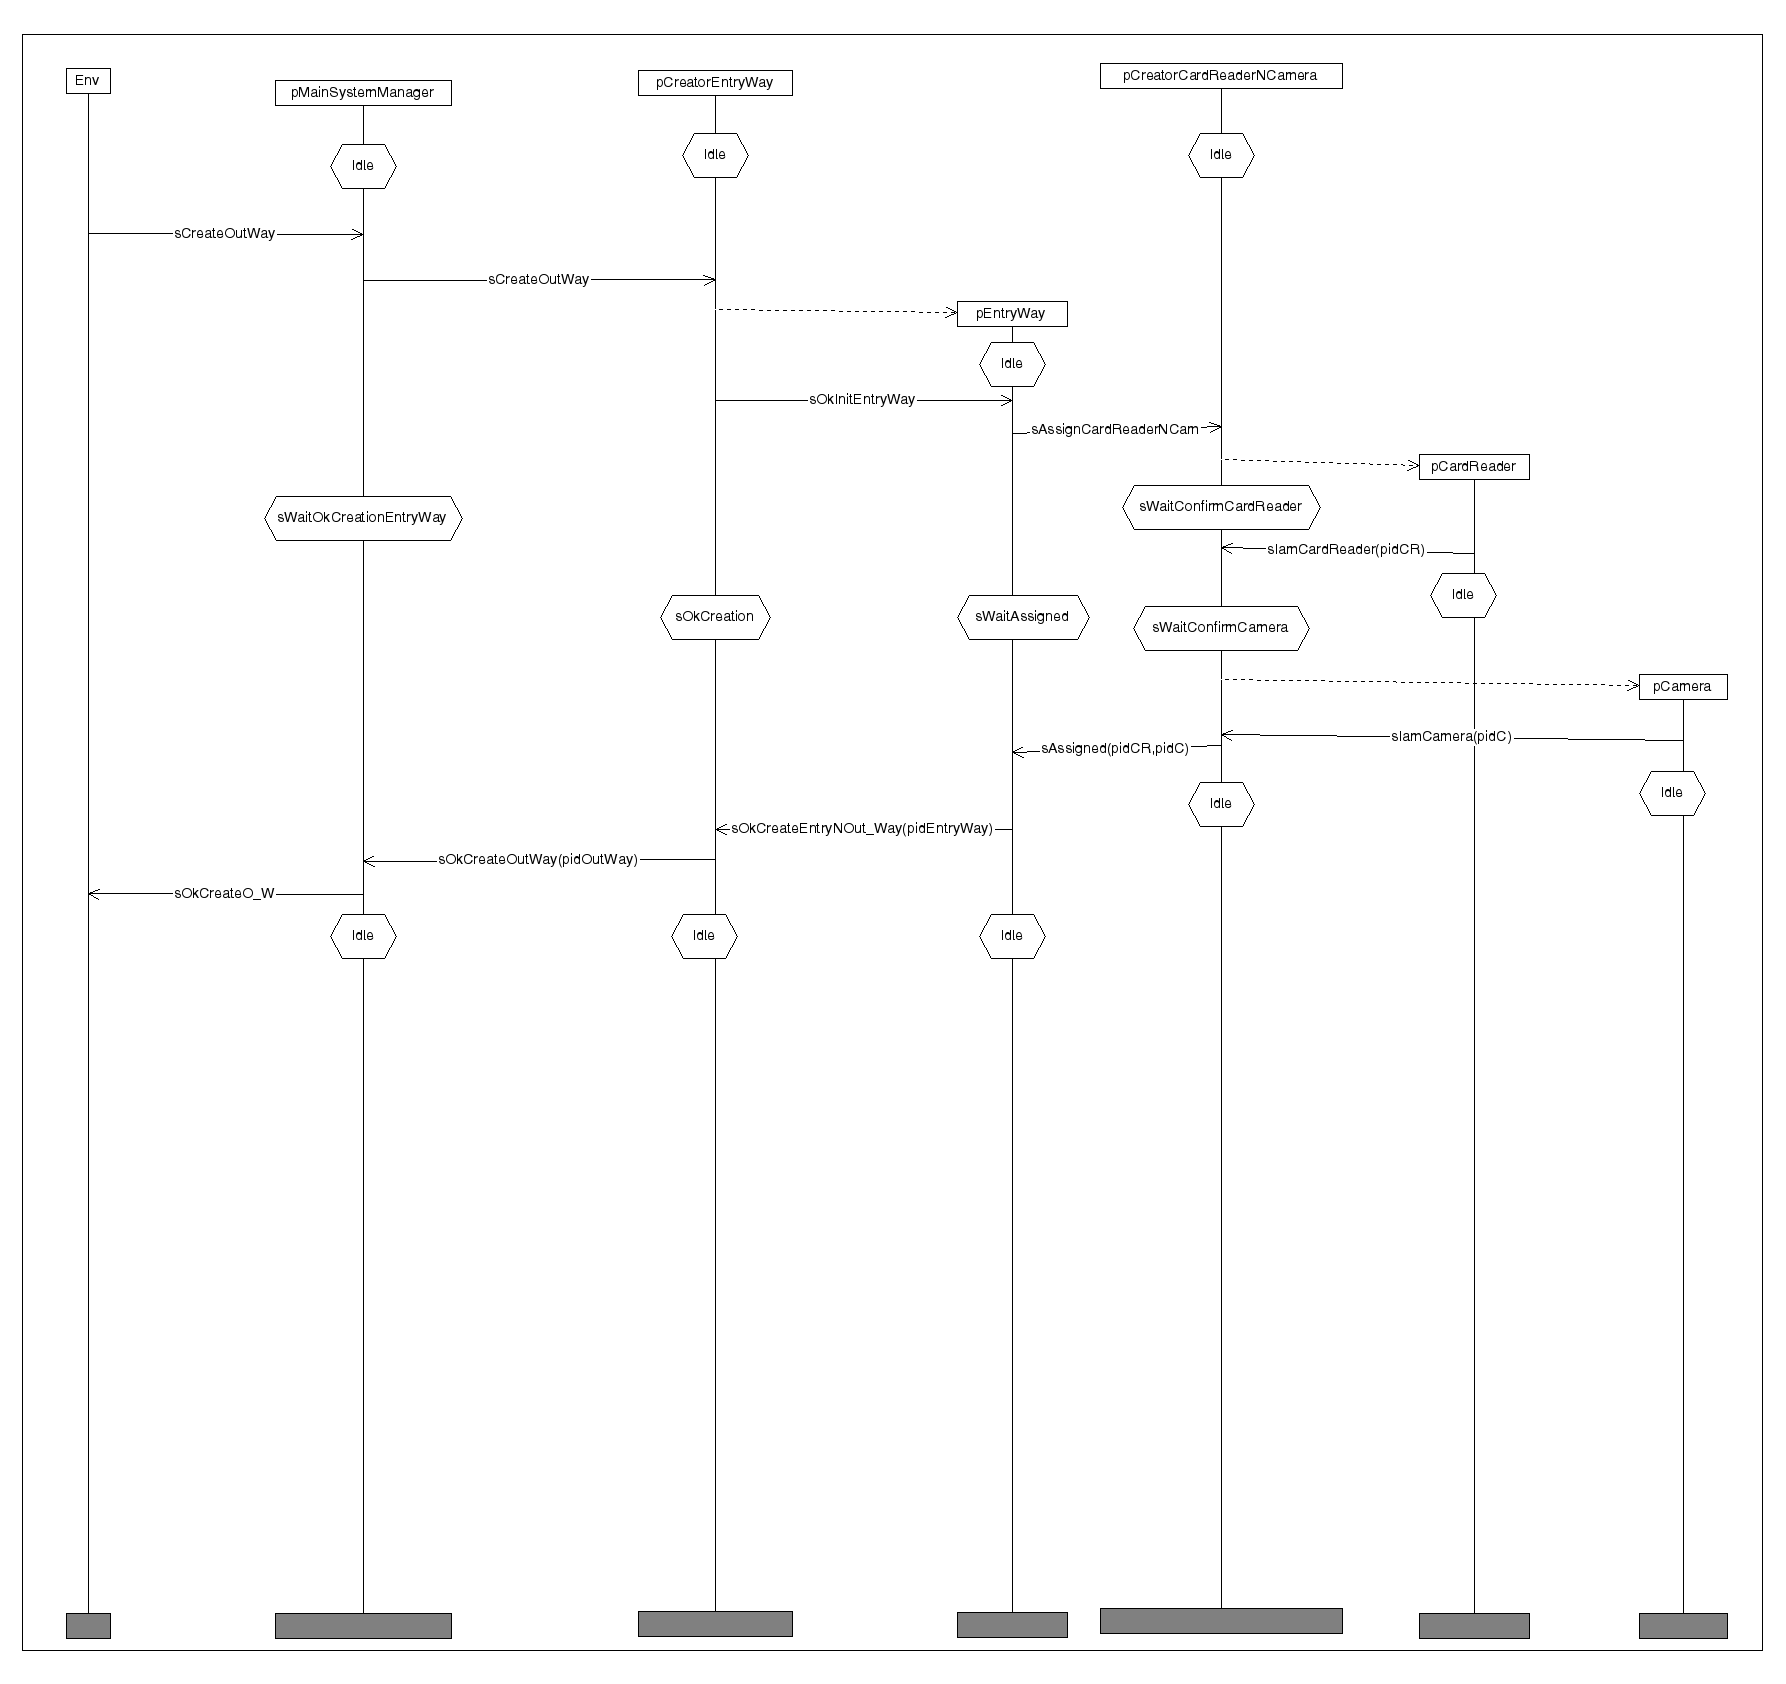 Env
pMainSystemManager
pCreatorEntryWay
pCreatorCardReaderNCamera
Idle
Idle
Idle
sCreateOutWay
sCreateOutWay
pEntryWay
Idle
sOkInitEntryWay
sAssignCardReaderNCam
pCardReader
sWaitConfirmCardReader
sWaitOkCreationEntryWay
sIamCardReader(pidCR)
Idle
sOkCreation
sWaitAssigned
sWaitConfirmCamera
pCamera
sIamCamera(pidC)
sAssigned(pidCR,pidC)
Idle
Idle
sOkCreateEntryNOut_Way(pidEntryWay)
sOkCreateOutWay(pidOutWay)
sOkCreateO_W
Idle
Idle
Idle